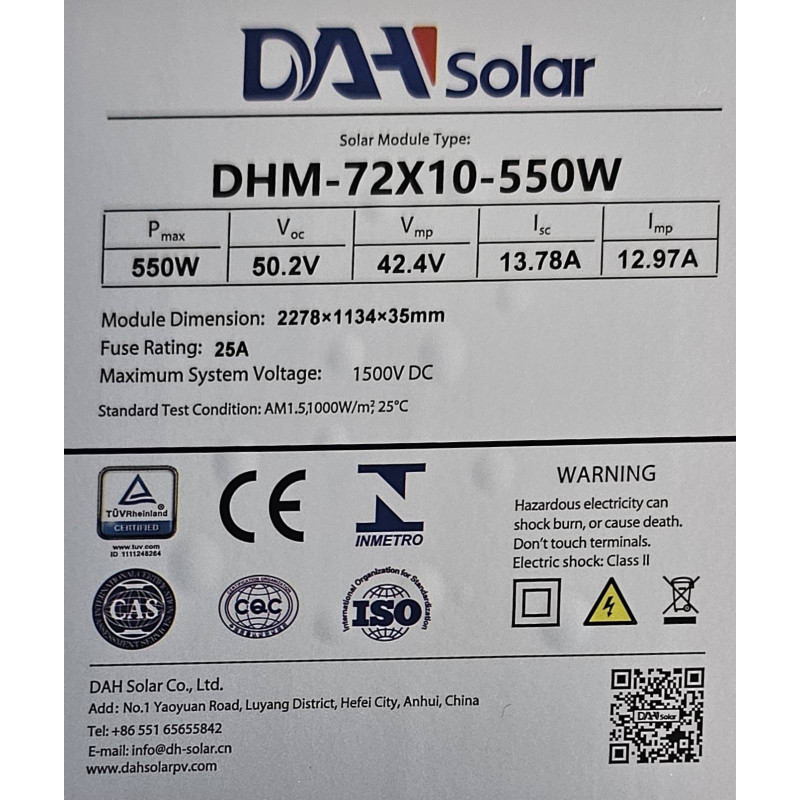 DAH Solar
Solar Module Type:
DHM-72X10-550W
Pmax Voc Vmp Isc Imp
550W 50.2V 42.4V 13.78A 12.97A
Module Dimension: 2278×1134×35mm
Fuse Rating: 25A
Maximum System Voltage: 1500V DC
Standard Test Condition: AM1.5,1000W/m², 25°C
TÜVRheinland®
CERTIFIED
www.tuv.com
ID 1111248264
CE
INMETRO
WARNING
Hazardous electricity can
shock burn, or cause death.
Don't touch terminals.
Electric shock: Class II
CAS
CQC
International Organization for Standardization
ISO
DAH Solar Co., Ltd.
Add: No.1 Yaoyuan Road, Luyang District, Hefei City, Anhui, China
Tel: +86 551 65655842
E-mail: info@dh-solar.cn
www.dahsolarpv.com
DAH Solar